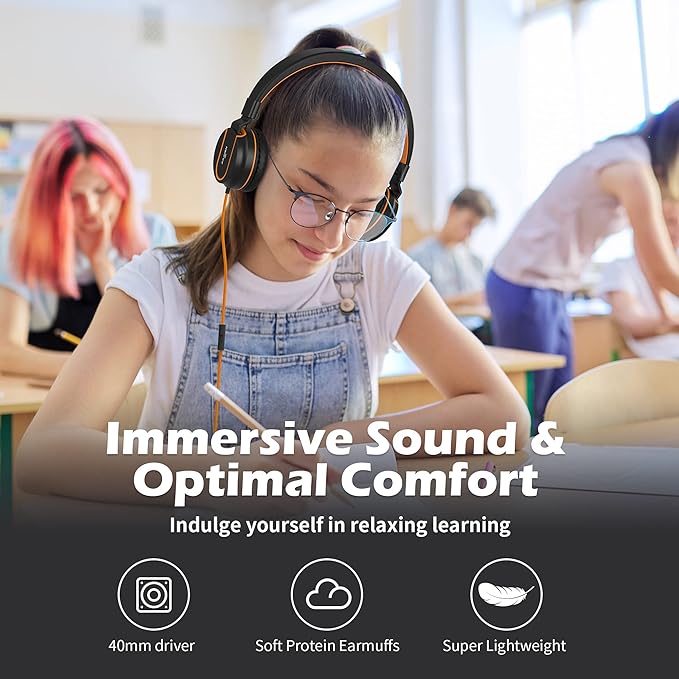 Immersive Sound &
Optimal Comfort
Indulge yourself in relaxing learning
40mm driver
Soft Protein Earmuffs
Super Lightweight